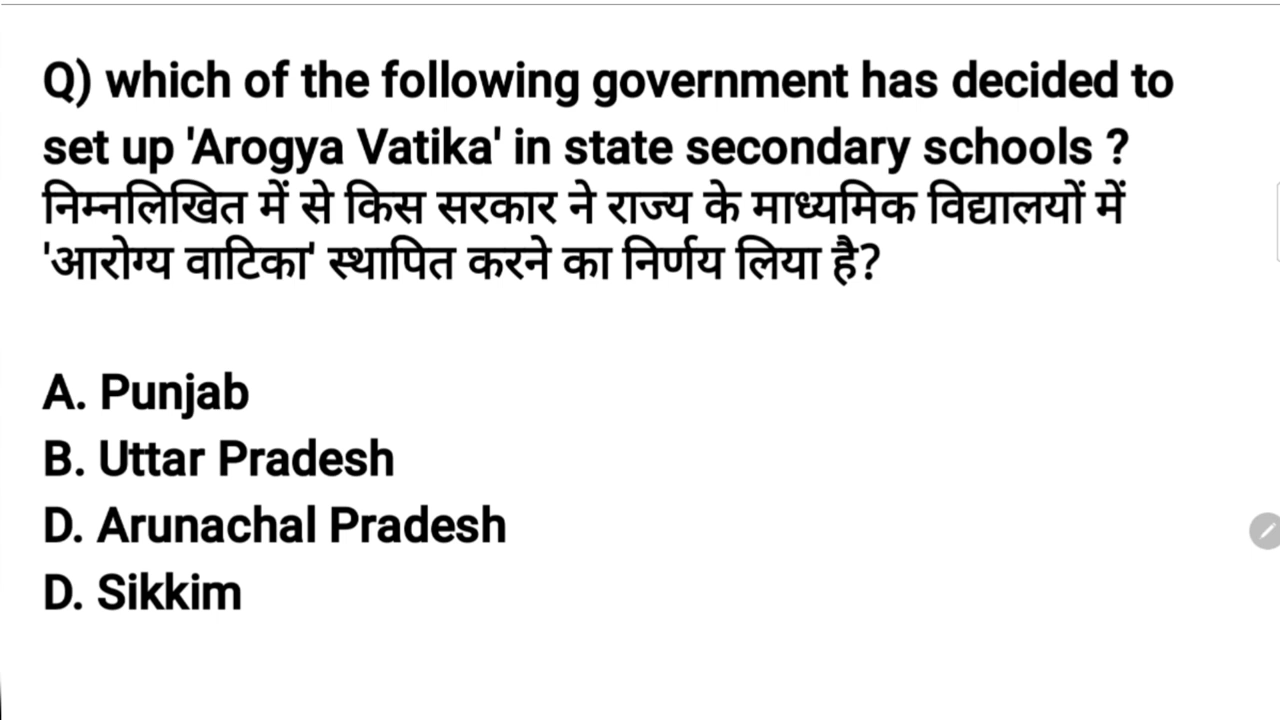 Q) which of the following government has decided to
set up 'Arogya Vatika' in state secondary schools ?
निम्नलिखित में से किस सरकार ने राज्य के माध्यमिक विद्यालयों में
'आरोग्य वाटिका' स्थापित करने का निर्णय लिया है?
A. Punjab
B. Uttar Pradesh
D. Arunachal Pradesh
D. Sikkim